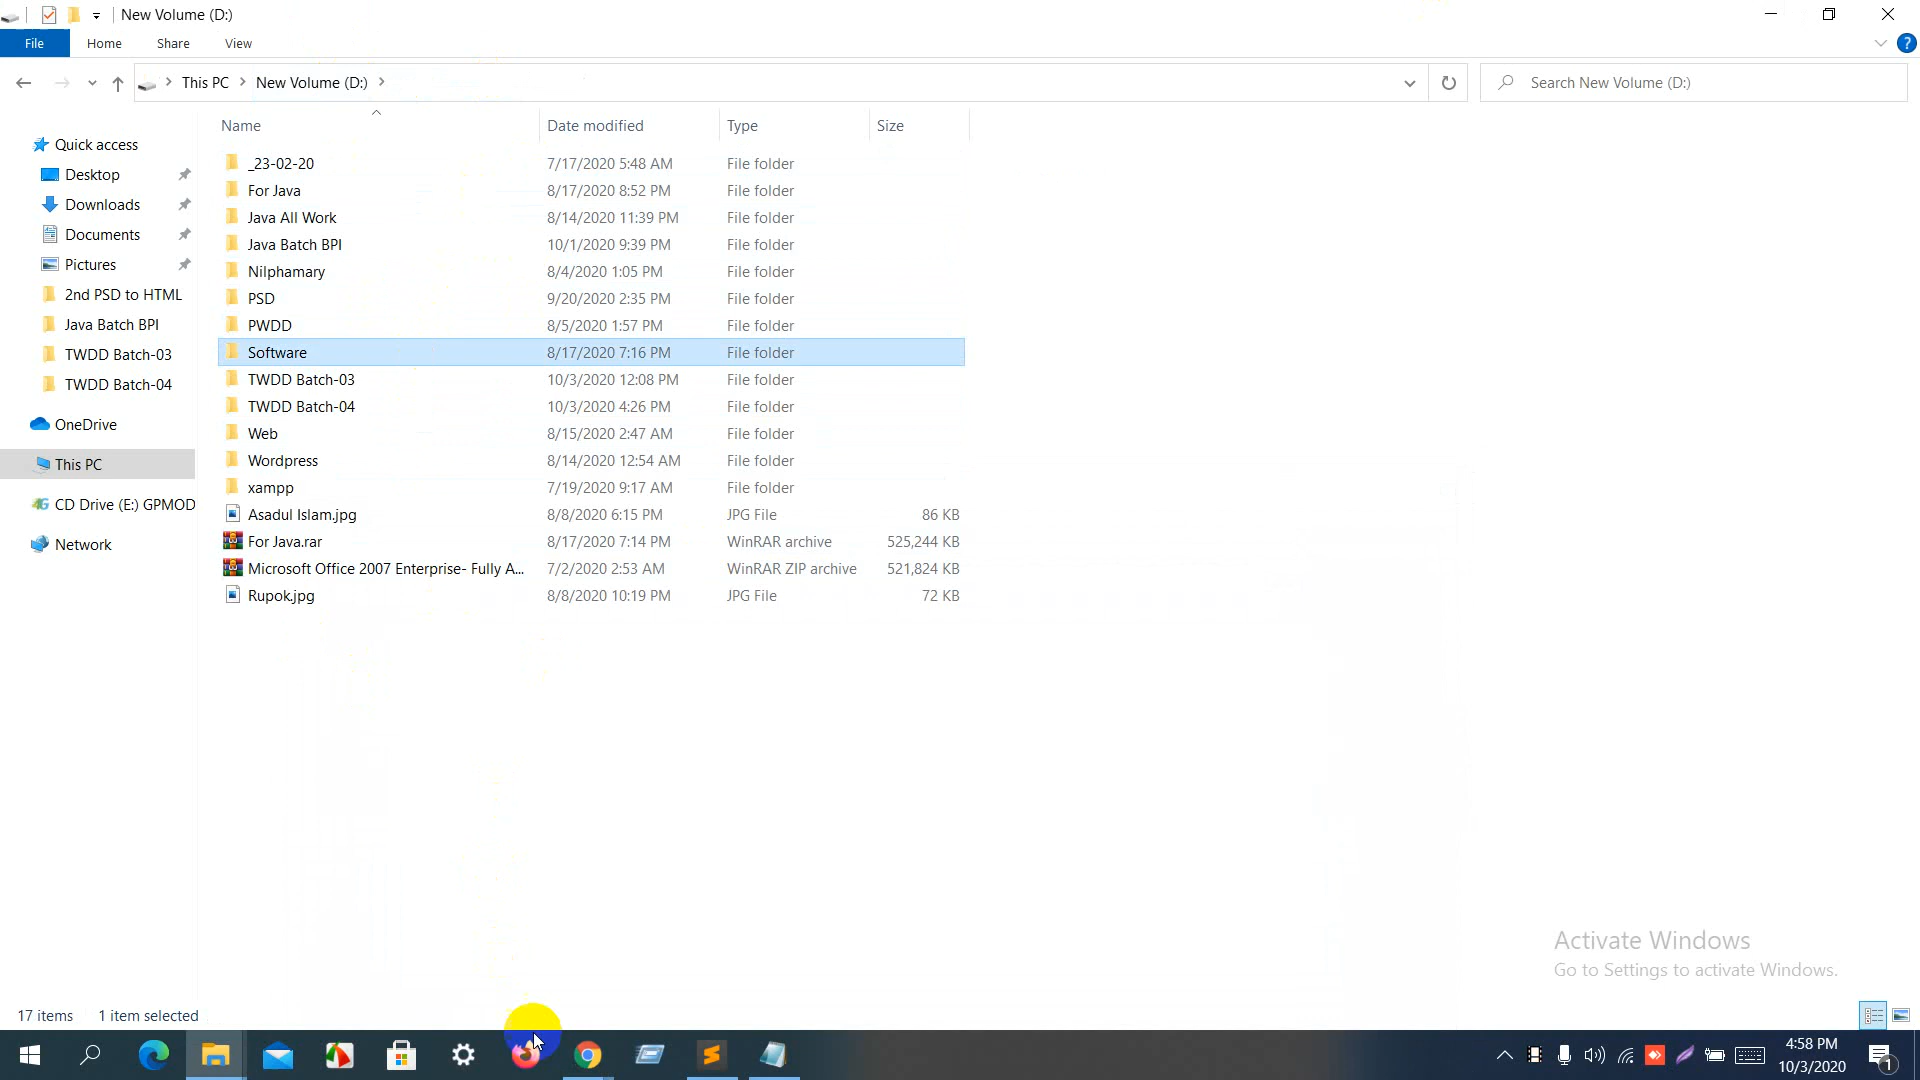 New Volume (D:)
File Home Share View
This PC New Volume (D:)
Search New Volume (D:)
Name Date modified Type Size
Quick access
Desktop
Downloads
Documents
Pictures
2nd PSD to HTML
Java Batch BPI
TWDD Batch-03
TWDD Batch-04
OneDrive
This PC
CD Drive (E:) GPMOD
Network
_23-02-20 7/17/2020 5:48 AM File folder
For Java 8/17/2020 8:52 PM File folder
Java All Work 8/14/2020 11:39 PM File folder
Java Batch BPI 10/1/2020 9:39 PM File folder
Nilphamary 8/4/2020 1:05 PM File folder
PSD 9/20/2020 2:35 PM File folder
PWDD 8/5/2020 1:57 PM File folder
Software 8/17/2020 7:16 PM File folder
TWDD Batch-03 10/3/2020 12:08 PM File folder
TWDD Batch-04 10/3/2020 4:26 PM File folder
Web 8/15/2020 2:47 AM File folder
Wordpress 8/14/2020 12:54 AM File folder
xampp 7/19/2020 9:17 AM File folder
Asadul Islam.jpg 8/8/2020 6:15 PM JPG File 86 KB
For Java.rar 8/17/2020 7:14 PM WinRAR archive 525,244 KB
Microsoft Office 2007 Enterprise- Fully A... 7/2/2020 2:53 AM WinRAR ZIP archive 521,824 KB
Rupok.jpg 8/8/2020 10:19 PM JPG File 72 KB
Activate Windows
Go to Settings to activate Windows.
17 items 1 item selected
4:58 PM
10/3/2020
1